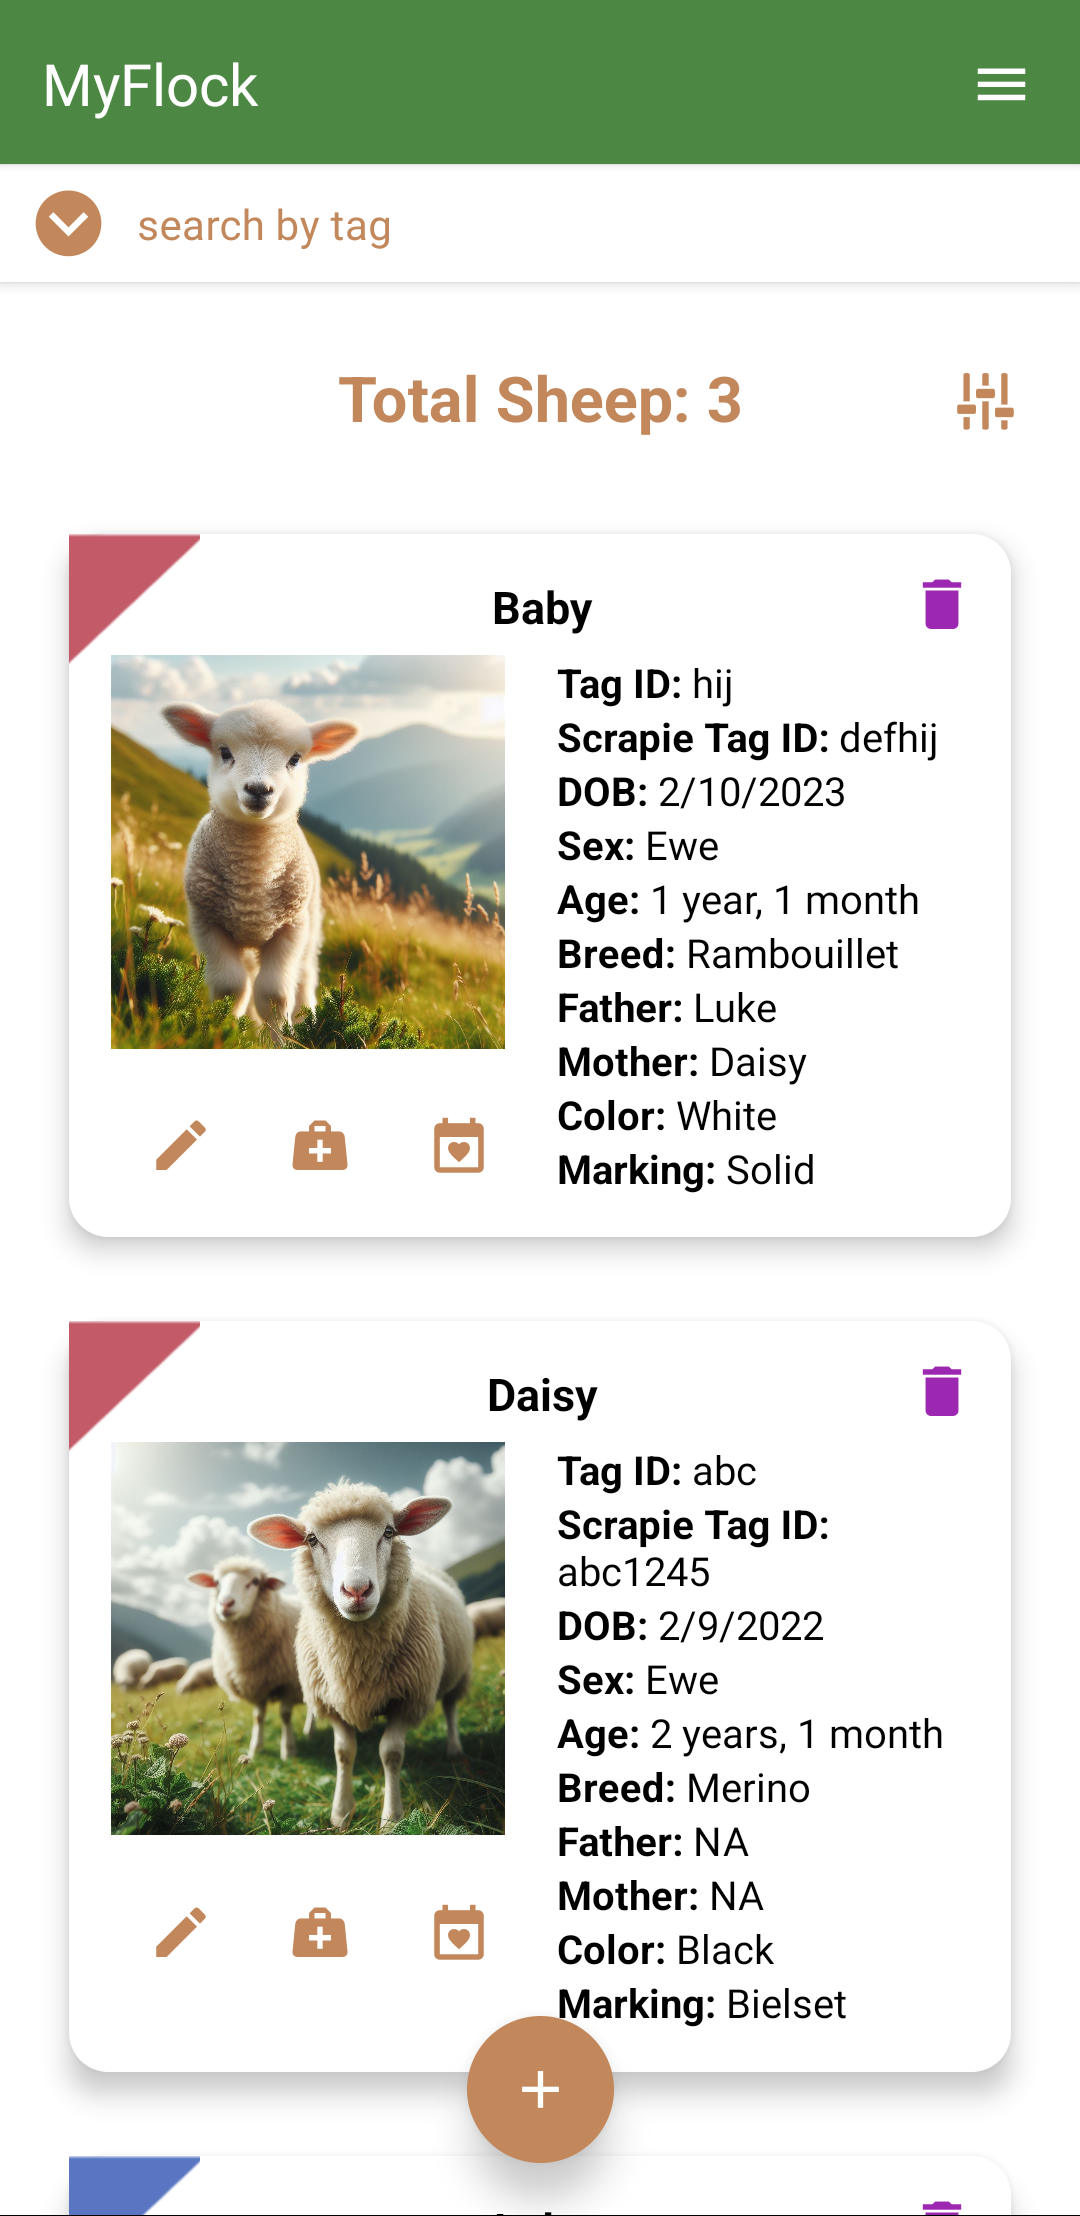 MyFlock
search by tag
Total Sheep: 3
Baby
Tag ID: hij
Scrapie Tag ID: defhij
DOB: 2/10/2023
Sex: Ewe
Age: 1 year, 1 month
Breed: Rambouillet
Father: Luke
Mother: Daisy
Color: White
Marking: Solid
Daisy
Tag ID: abc
Scrapie Tag ID:
abc1245
DOB: 2/9/2022
Sex: Ewe
Age: 2 years, 1 month
Breed: Merino
Father: NA
Mother: NA
Color: Black
Marking: Bielset